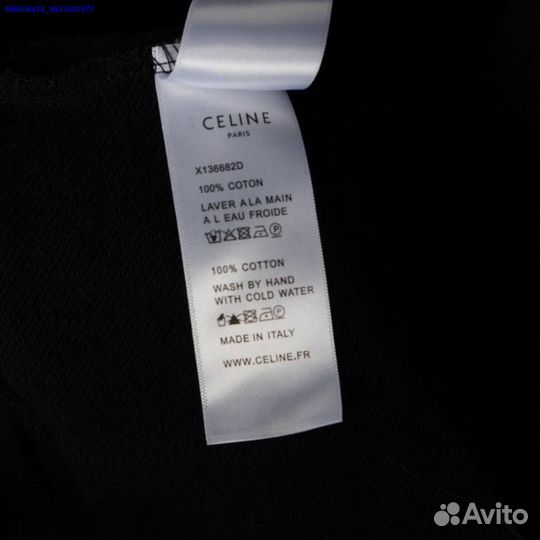 CELINE
PARIS
X136682D
100% COTON
LAVER A LA MAIN
A L EAU FROIDE
100% COTTON
WASH BY HAND
WITH COLD WATER
MADE IN ITALY
WWW.CELINE.FR
Avito